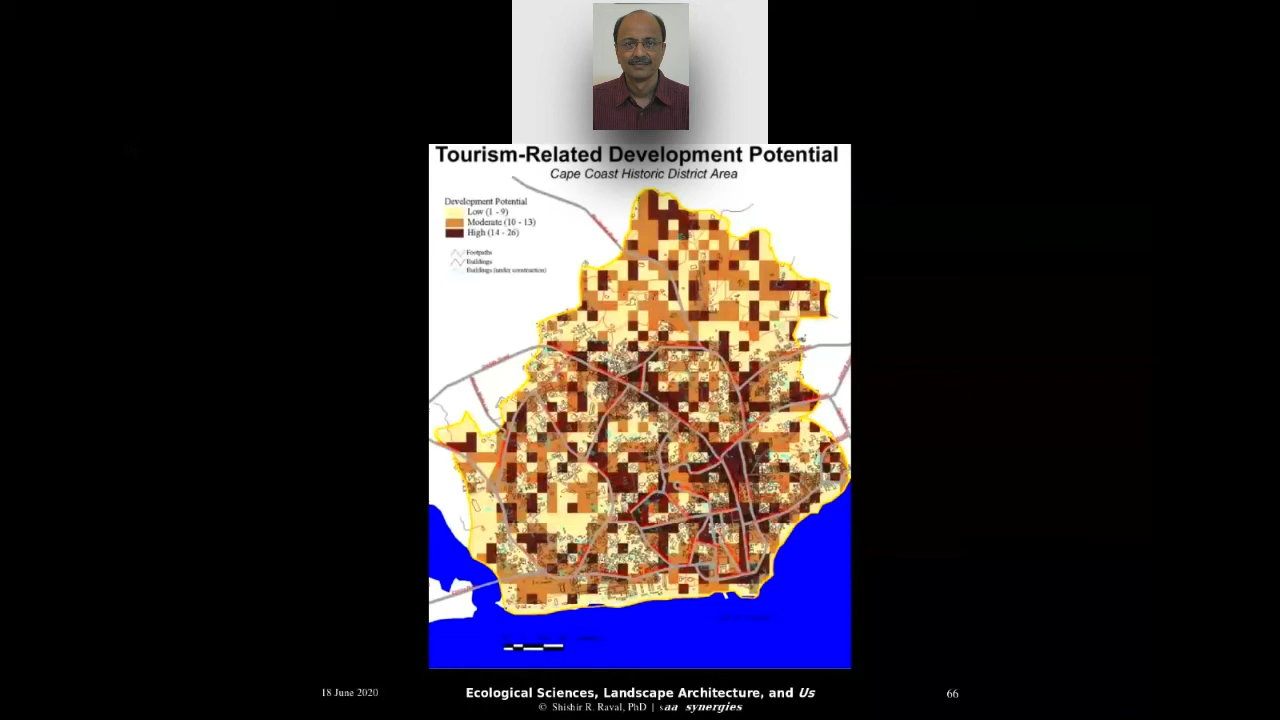 Tourism-Related Development Potential
Cape Coast Historic District Area
Development Potential
Low (1 - 9)
Moderate (10 - 13)
High (14 - 26)
Footpaths
Buildings
Buildings (under construction)
18 June 2020
Ecological Sciences, Landscape Architecture, and Us
66
© Shishir R. Raval, PhD | saa synergies